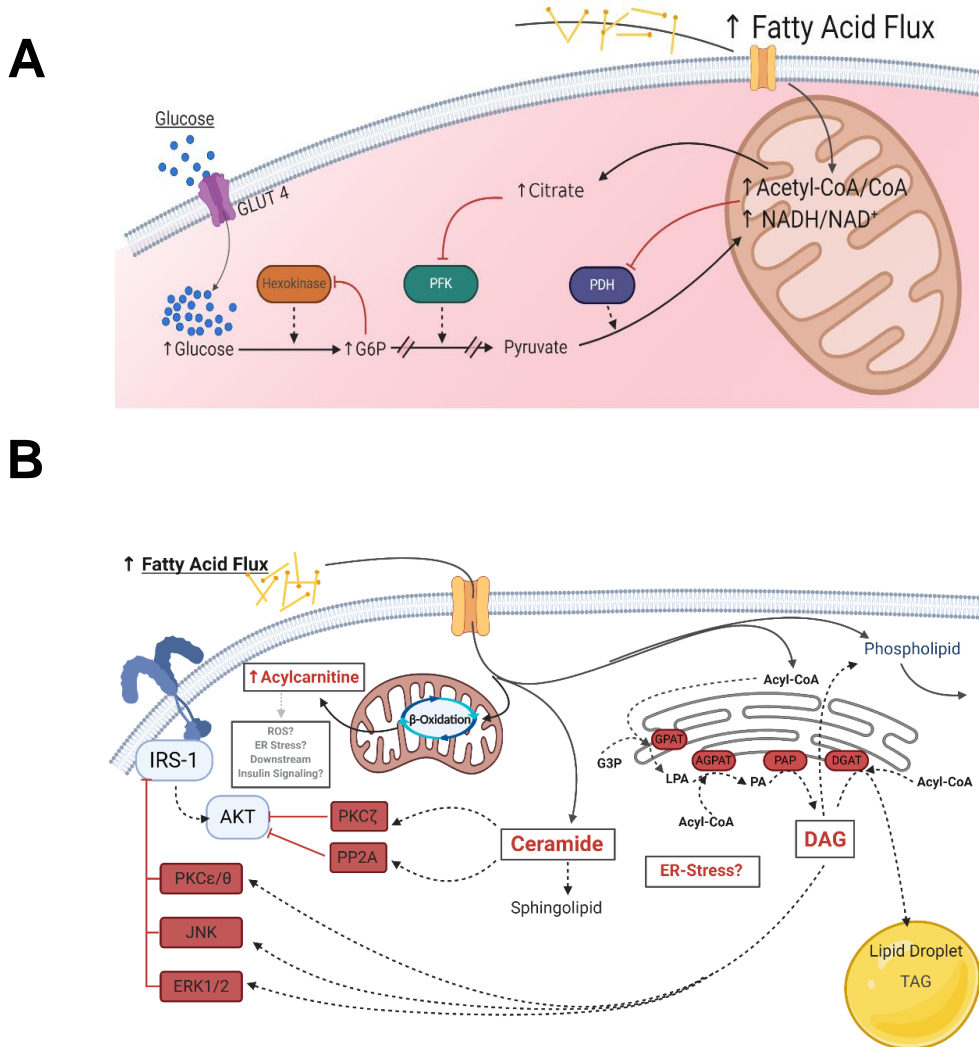 A
↑ Fatty Acid Flux
Glucose
GLUT 4
↑Citrate
↑Acetyl-CoA/CoA
↑ NADH/NAD⁺
Hexokinase
PFK
PDH
↑Glucose
↑G6P
Pyruvate
B
↑ Fatty Acid Flux
Phospholipid
↑Acylcarnitine
Acyl-CoA
β-Oxidation
ROS?
ER Stress?
Downstream
Insulin Signaling?
IRS-1
GPAT
G3P
AGPAT
PAP
DGAT
LPA
PA
Acyl-CoA
Acyl-CoA
AKT
PKCζ
PP2A
Ceramide
DAG
ER-Stress?
PKCε/θ
Sphingolipid
JNK
Lipid Droplet
TAG
ERK1/2